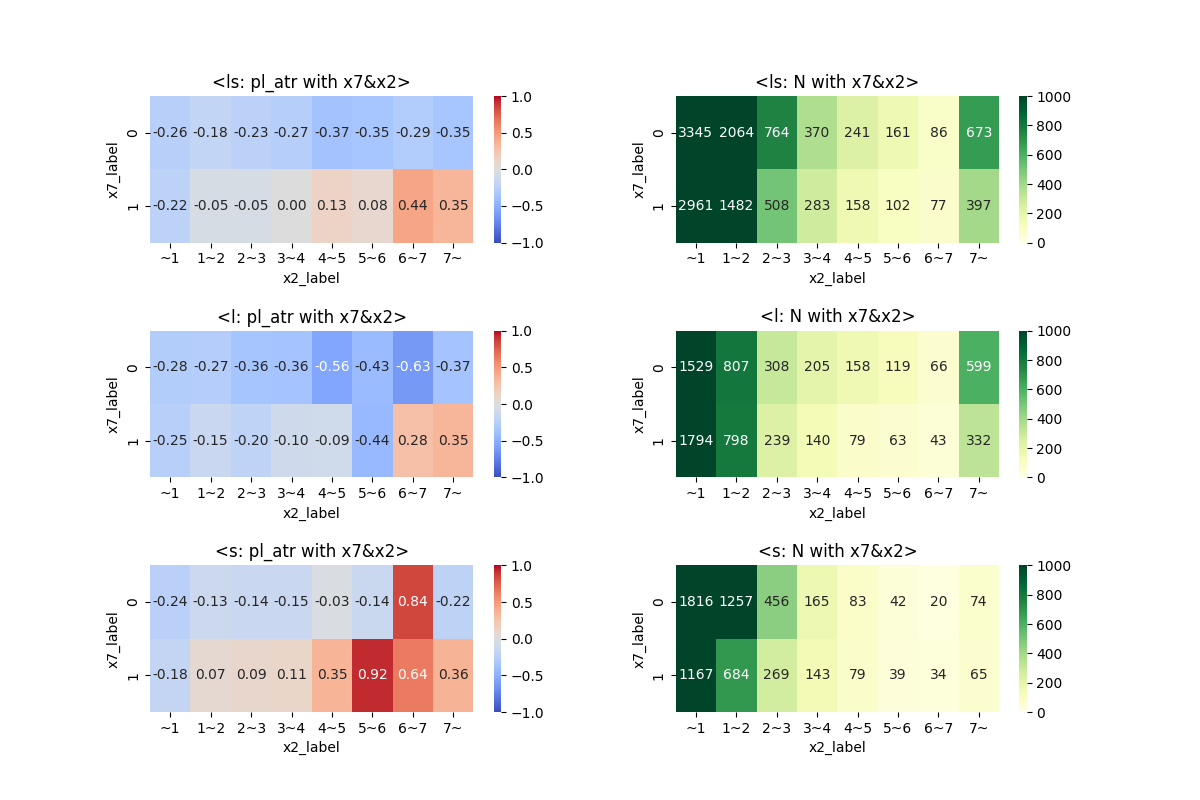 <ls: pl_atr with x7&x2>
x7_label
0 -0.26 -0.18 -0.23 -0.27 -0.37 -0.35 -0.29 -0.35
1 -0.22 -0.05 -0.05 0.00 0.13 0.08 0.44 0.35
~1 1~2 2~3 3~4 4~5 5~6 6~7 7~
x2_label
1.0
0.5
0.0
−0.5
−1.0
<ls: N with x7&x2>
x7_label
0 3345 2064 764 370 241 161 86 673
1 2961 1482 508 283 158 102 77 397
~1 1~2 2~3 3~4 4~5 5~6 6~7 7~
x2_label
1000
800
600
400
200
0
<l: pl_atr with x7&x2>
x7_label
0 -0.28 -0.27 -0.36 -0.36 -0.56 -0.43 -0.63 -0.37
1 -0.25 -0.15 -0.20 -0.10 -0.09 -0.44 0.28 0.35
~1 1~2 2~3 3~4 4~5 5~6 6~7 7~
x2_label
1.0
0.5
0.0
−0.5
−1.0
<l: N with x7&x2>
x7_label
0 1529 807 308 205 158 119 66 599
1 1794 798 239 140 79 63 43 332
~1 1~2 2~3 3~4 4~5 5~6 6~7 7~
x2_label
1000
800
600
400
200
0
<s: pl_atr with x7&x2>
x7_label
0 -0.24 -0.13 -0.14 -0.15 -0.03 -0.14 0.84 -0.22
1 -0.18 0.07 0.09 0.11 0.35 0.92 0.64 0.36
~1 1~2 2~3 3~4 4~5 5~6 6~7 7~
x2_label
1.0
0.5
0.0
−0.5
−1.0
<s: N with x7&x2>
x7_label
0 1816 1257 456 165 83 42 20 74
1 1167 684 269 143 79 39 34 65
~1 1~2 2~3 3~4 4~5 5~6 6~7 7~
x2_label
1000
800
600
400
200
0